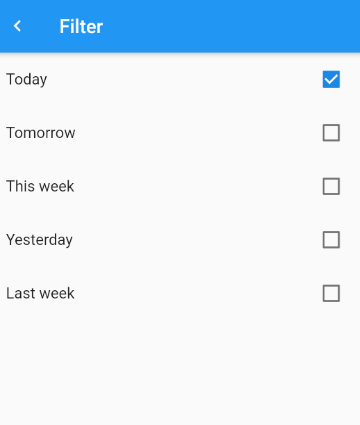 Filter
Today
Tomorrow
This week
Yesterday
Last week